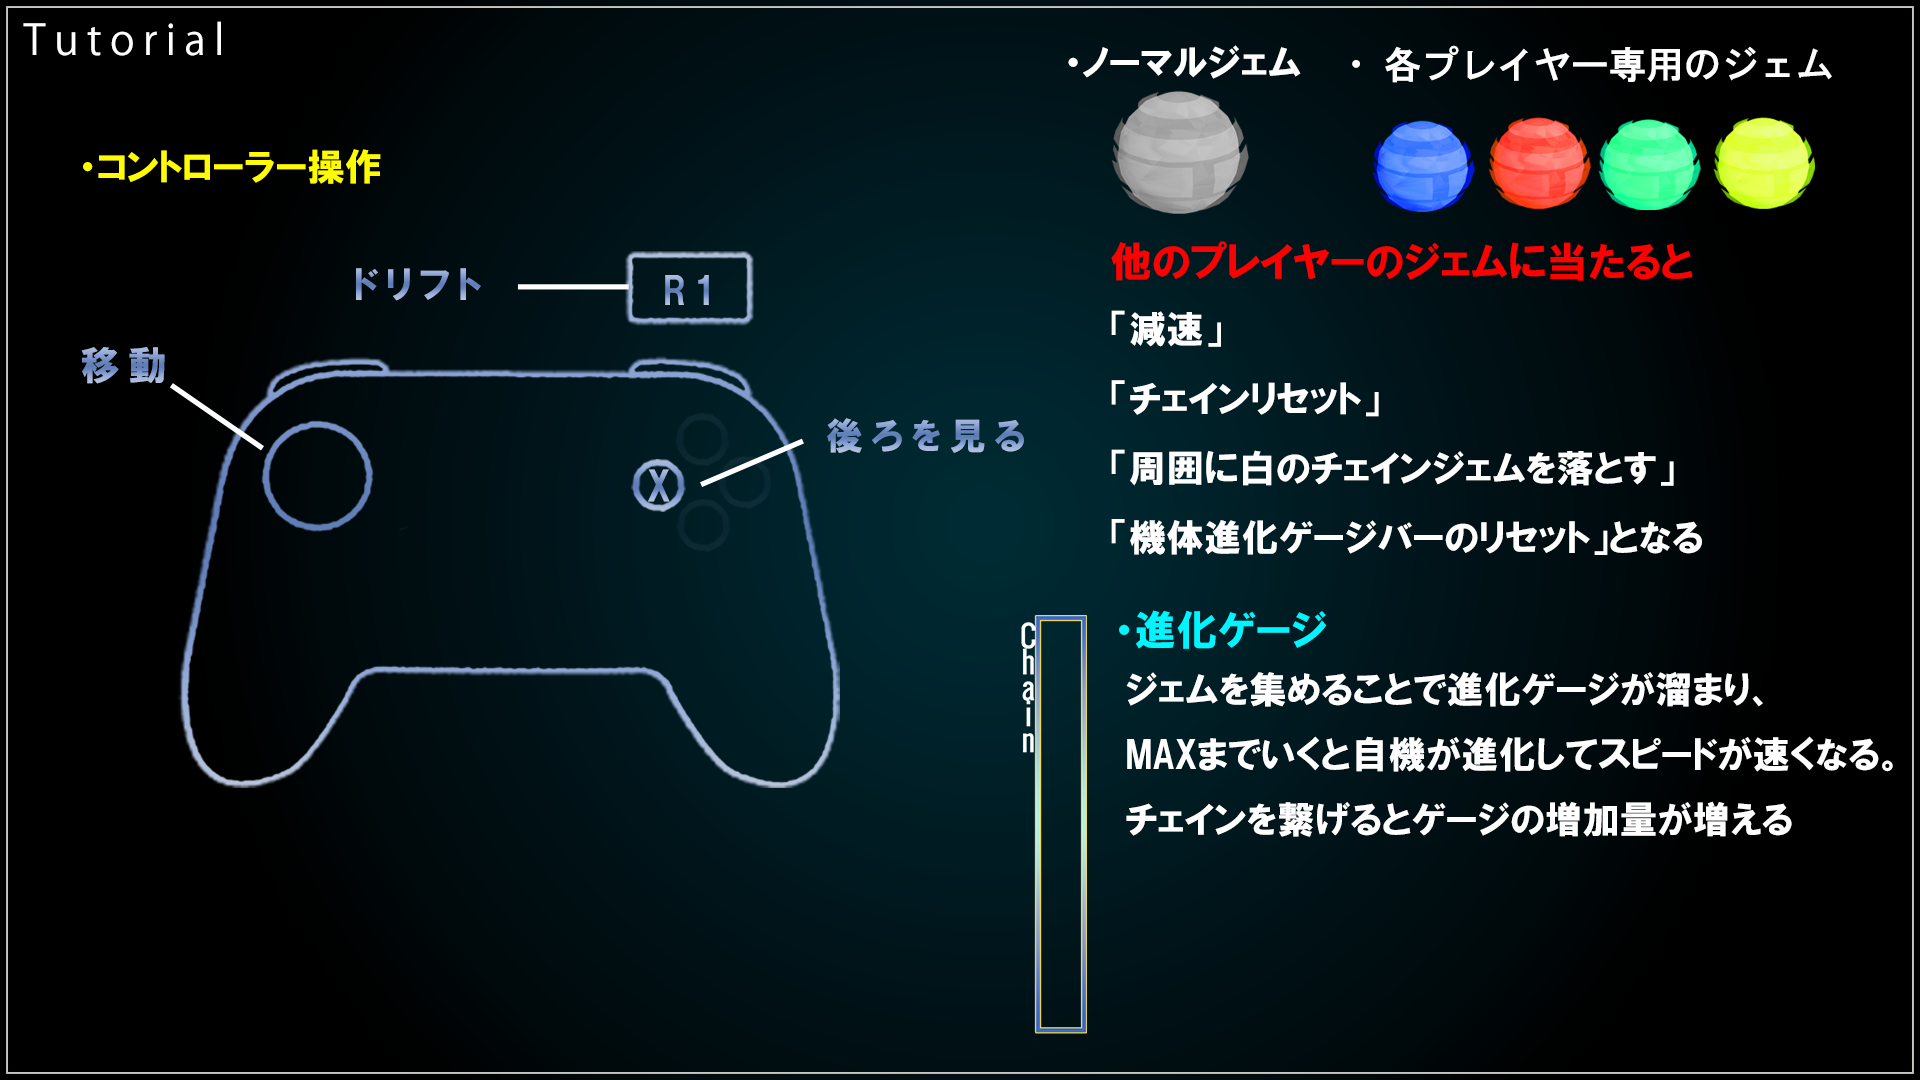 Tutorial
・コントローラー操作
ドリフト
R1
移動
後ろを見る
X
・ノーマルジェム
・各プレイヤー専用のジェム
他のプレイヤーのジェムに当たると
「減速」
「チェインリセット」
「周囲に白のチェインジェムを落とす」
「機体進化ゲージバーのリセット」となる
Chain
・進化ゲージ
ジェムを集めることで進化ゲージが溜まり、
MAXまでいくと自機が進化してスピードが速くなる。
チェインを繋げるとゲージの増加量が増える